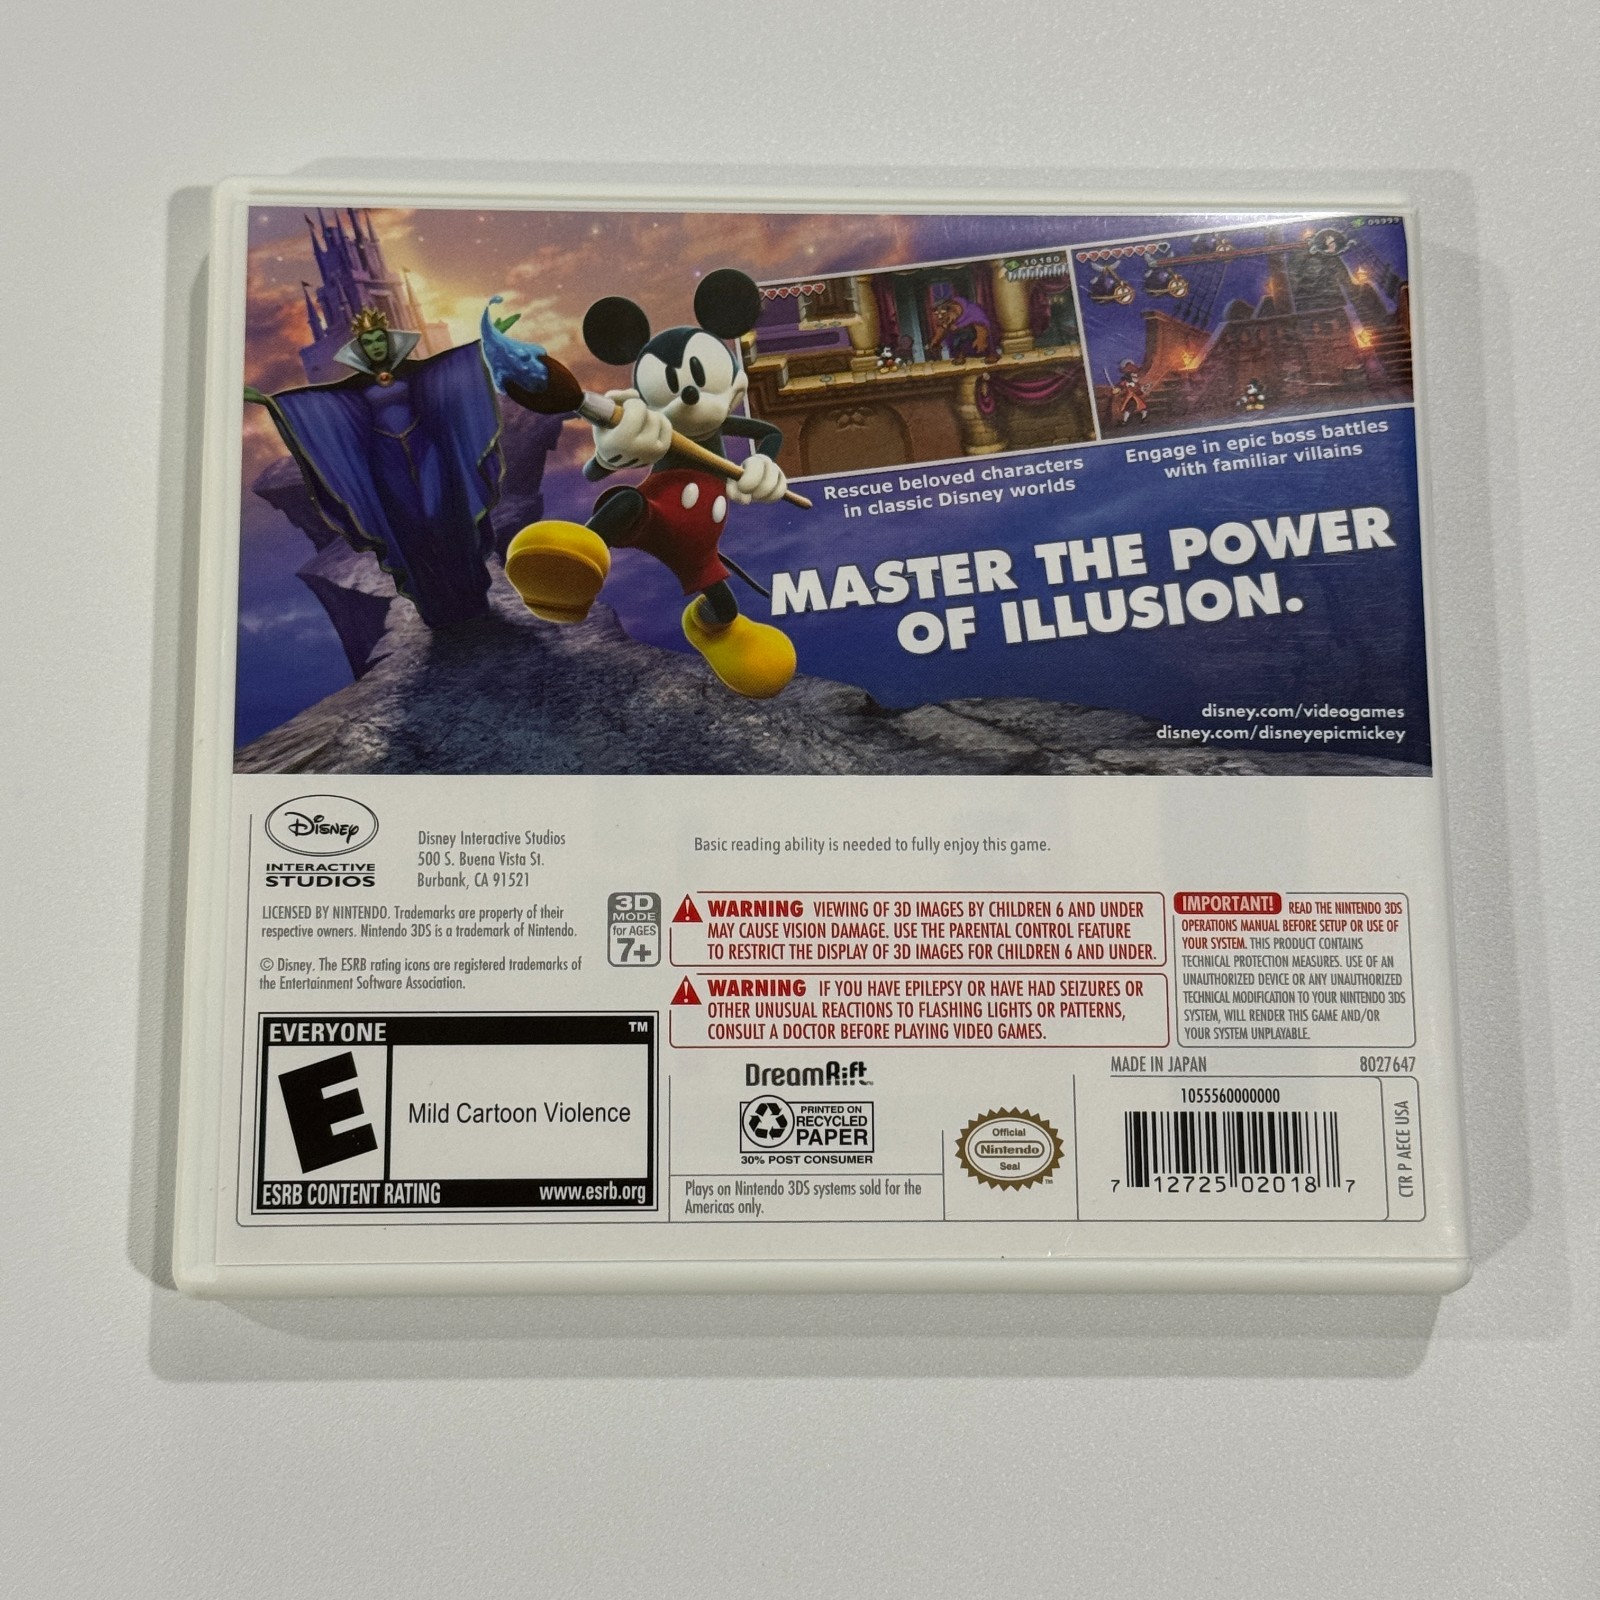 10180
09999
Rescue beloved characters
in classic Disney worlds
Engage in epic boss battles
with familiar villains
MASTER THE POWER
OF ILLUSION.
disney.com/videogames
disney.com/disneyepicmickey
Disney
INTERACTIVE
STUDIOS
Disney Interactive Studios
500 S. Buena Vista St.
Burbank, CA 91521
Basic reading ability is needed to fully enjoy this game.
LICENSED BY NINTENDO. Trademarks are property of their
respective owners. Nintendo 3DS is a trademark of Nintendo.
© Disney. The ESRB rating icons are registered trademarks of
the Entertainment Software Association.
3D
MODE
for AGES
7+
WARNING VIEWING OF 3D IMAGES BY CHILDREN 6 AND UNDER
MAY CAUSE VISION DAMAGE. USE THE PARENTAL CONTROL FEATURE
TO RESTRICT THE DISPLAY OF 3D IMAGES FOR CHILDREN 6 AND UNDER.
WARNING IF YOU HAVE EPILEPSY OR HAVE HAD SEIZURES OR
OTHER UNUSUAL REACTIONS TO FLASHING LIGHTS OR PATTERNS,
CONSULT A DOCTOR BEFORE PLAYING VIDEO GAMES.
IMPORTANT! READ THE NINTENDO 3DS
OPERATIONS MANUAL BEFORE SETUP OR USE OF
YOUR SYSTEM. THIS PRODUCT CONTAINS
TECHNICAL PROTECTION MEASURES. USE OF AN
UNAUTHORIZED DEVICE OR ANY UNAUTHORIZED
TECHNICAL MODIFICATION TO YOUR NINTENDO 3DS
SYSTEM, WILL RENDER THIS GAME AND/OR
YOUR SYSTEM UNPLAYABLE.
EVERYONE TM
E
Mild Cartoon Violence
ESRB CONTENT RATING www.esrb.org
DreamRift™
PRINTED ON
RECYCLED
PAPER
30% POST CONSUMER
Plays on Nintendo 3DS systems sold for the
Americas only.
Official
Nintendo
Seal
TM
MADE IN JAPAN 8027647
1055560000000
7 12725 02018 7
CTR P AECE USA